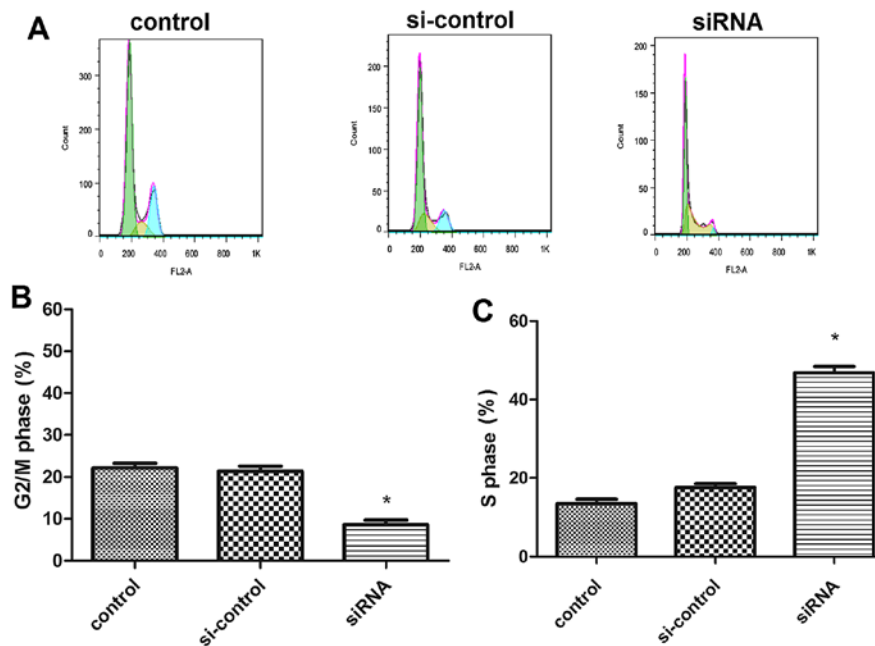 A
control
si-control
siRNA
300
200
100
0
Count
0 200 400 600 800 1K
FL2-A
200
150
100
50
0
Count
0 200 400 600 800 1K
FL2-A
200
150
100
50
0
Count
0 200 400 600 800 1K
FL2-A
B
60
50
40
30
20
10
0
G2/M phase (%)
*
control
si-control
siRNA
C
60
40
20
0
S phase (%)
*
control
si-control
siRNA